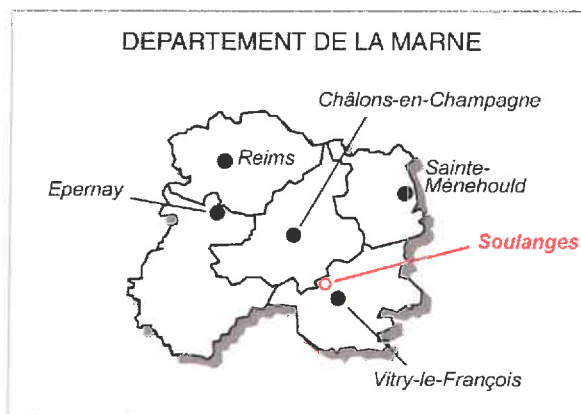 DEPARTEMENT DE LA MARNE
Châlons-en-Champagne
Reims
Sainte-
Ménehould
Epernay
Soulanges
Vitry-le-François